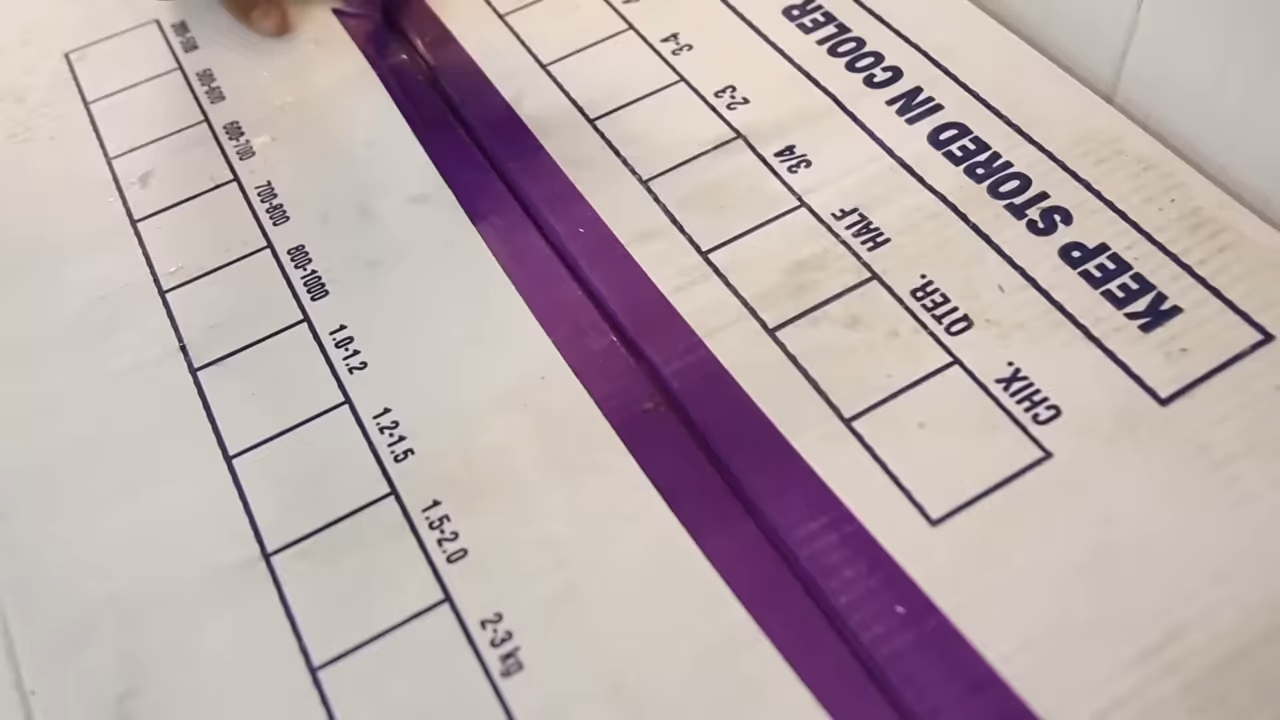 500-600
600-700
700-800
800-1000
1.0-1.2
1.2-1.5
1.5-2.0
2-3 kg
KEEP STORED IN COOLER
CHIX.
QTER.
HALF
3/4
2-3
3-4